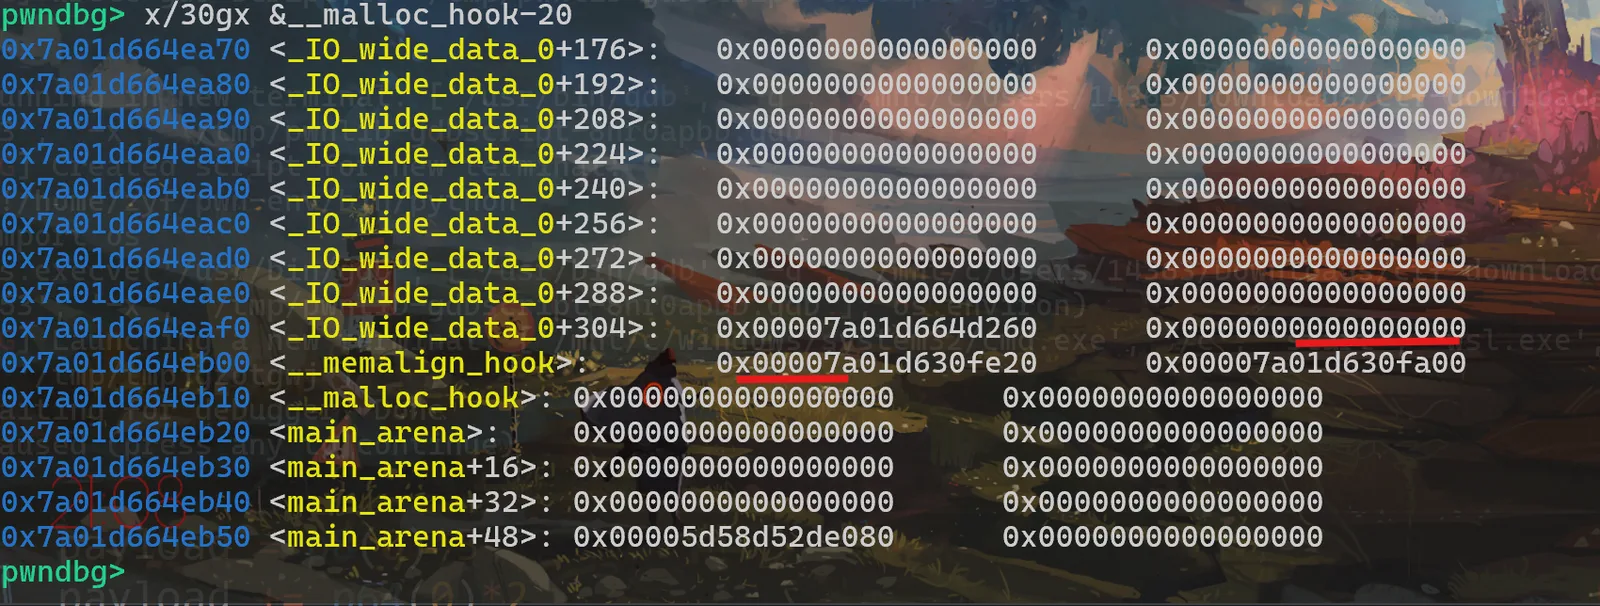 pwndbg> x/30gx &__malloc_hook-20
0x7a01d664ea70 <_IO_wide_data_0+176>: 0x0000000000000000 0x0000000000000000
0x7a01d664ea80 <_IO_wide_data_0+192>: 0x0000000000000000 0x0000000000000000
0x7a01d664ea90 <_IO_wide_data_0+208>: 0x0000000000000000 0x0000000000000000
0x7a01d664eaa0 <_IO_wide_data_0+224>: 0x0000000000000000 0x0000000000000000
0x7a01d664eab0 <_IO_wide_data_0+240>: 0x0000000000000000 0x0000000000000000
0x7a01d664eac0 <_IO_wide_data_0+256>: 0x0000000000000000 0x0000000000000000
0x7a01d664ead0 <_IO_wide_data_0+272>: 0x0000000000000000 0x0000000000000000
0x7a01d664eae0 <_IO_wide_data_0+288>: 0x0000000000000000 0x0000000000000000
0x7a01d664eaf0 <_IO_wide_data_0+304>: 0x00007a01d664d260 0x0000000000000000
0x7a01d664eb00 <__memalign_hook>: 0x00007a01d630fe20 0x00007a01d630fa00
0x7a01d664eb10 <__malloc_hook>: 0x0000000000000000 0x0000000000000000
0x7a01d664eb20 <main_arena>: 0x0000000000000000 0x0000000000000000
0x7a01d664eb30 <main_arena+16>: 0x0000000000000000 0x0000000000000000
0x7a01d664eb40 <main_arena+32>: 0x0000000000000000 0x0000000000000000
0x7a01d664eb50 <main_arena+48>: 0x00005d58d52de080 0x0000000000000000
pwndbg>